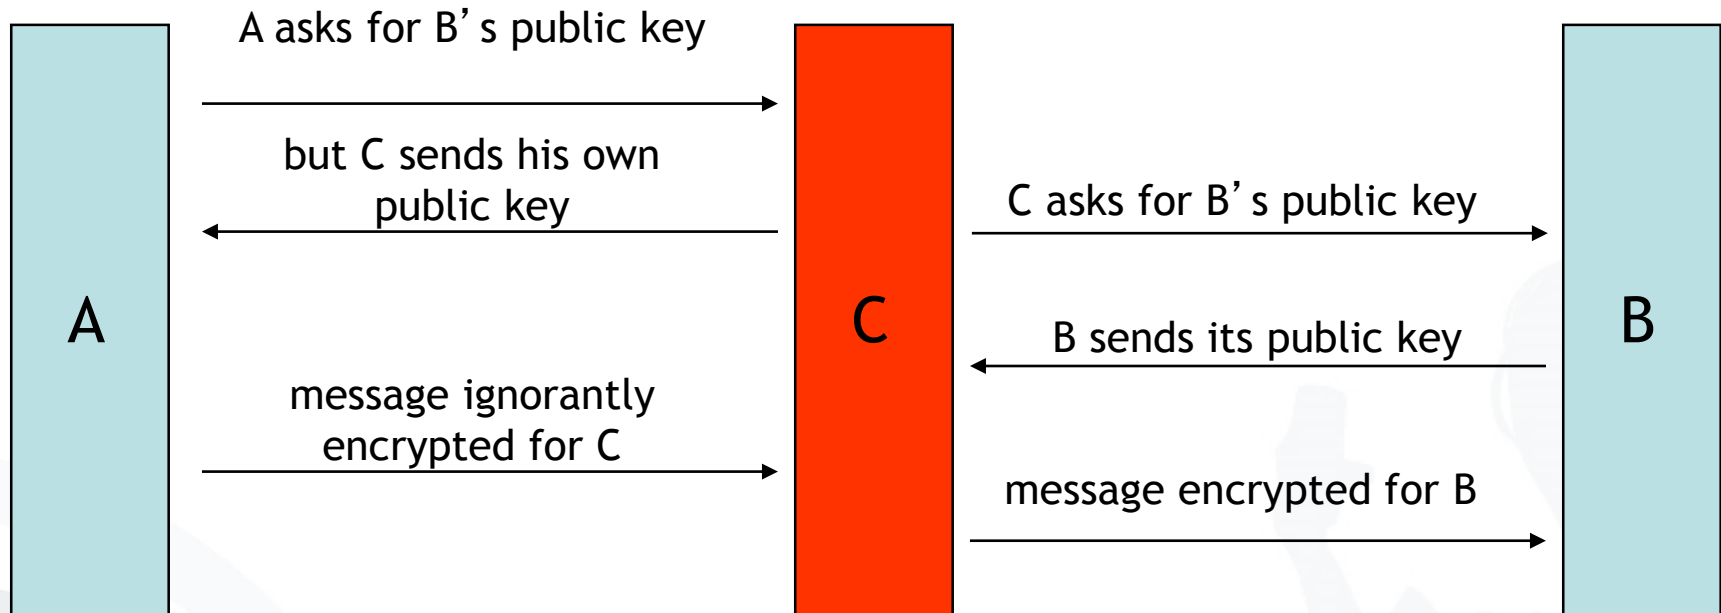 A asks for B’s public key
but C sends his own
public key
C asks for B’s public key
A
C
B
B sends its public key
message ignorantly
encrypted for C
message encrypted for B